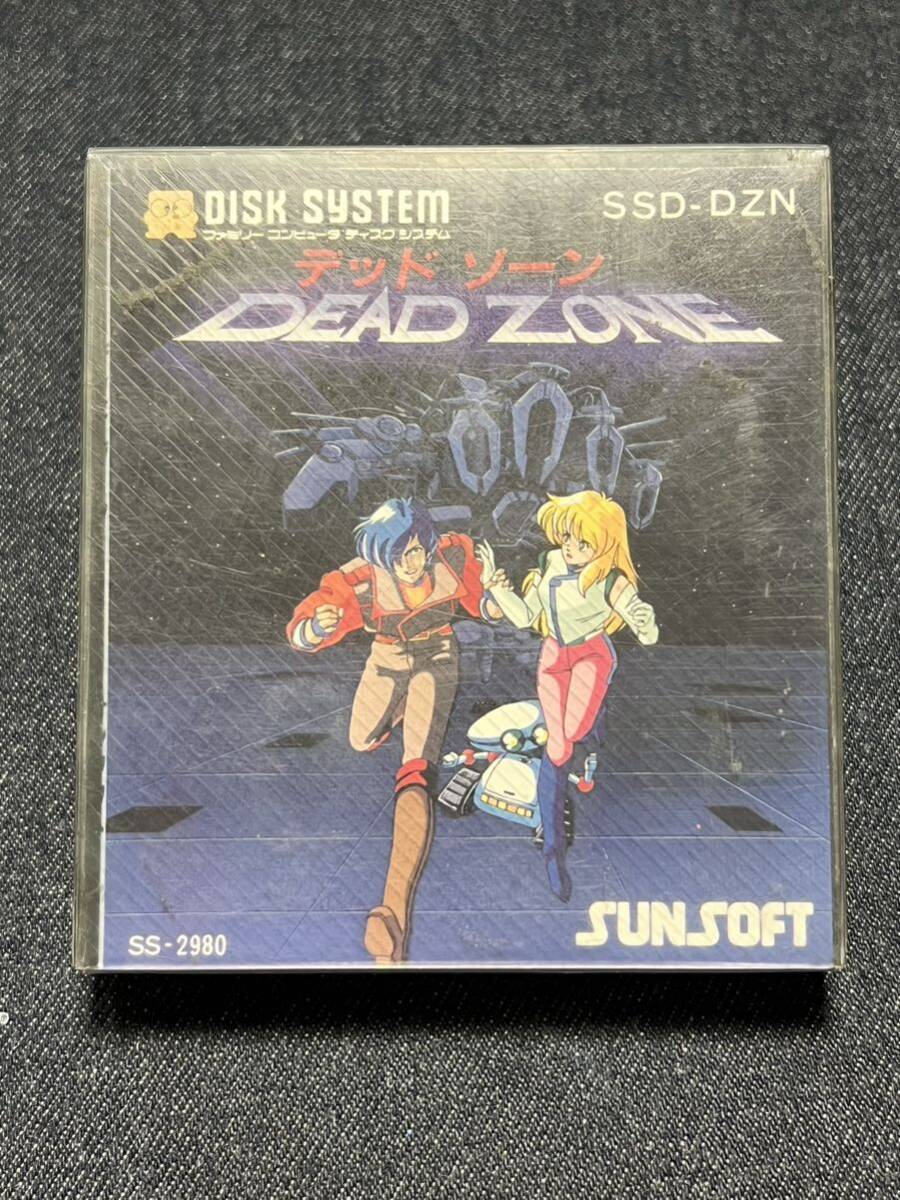 DISK SYSTEM
SSD-DZN
ファミリー コンピュータ ディスク システム
デッド ゾーン
DEAD ZONE
SS-2980
SUNSOFT